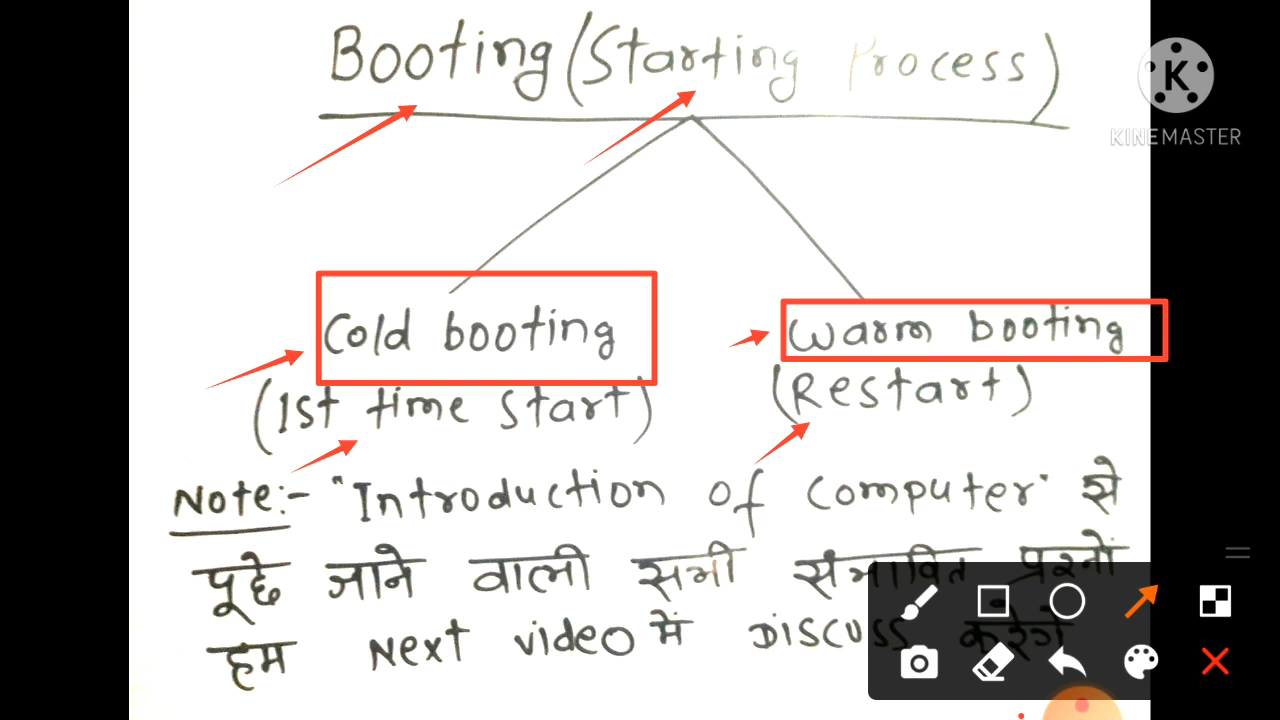 Booting (Starting Process)
KINEMASTER
Cold booting
Warm booting
(1st time start)
(Restart)
Note:- "Introduction of Computer" से
पूछे जाने वाली सभी संभावित प्रश्नों
हम Next video में Discuss करेगे